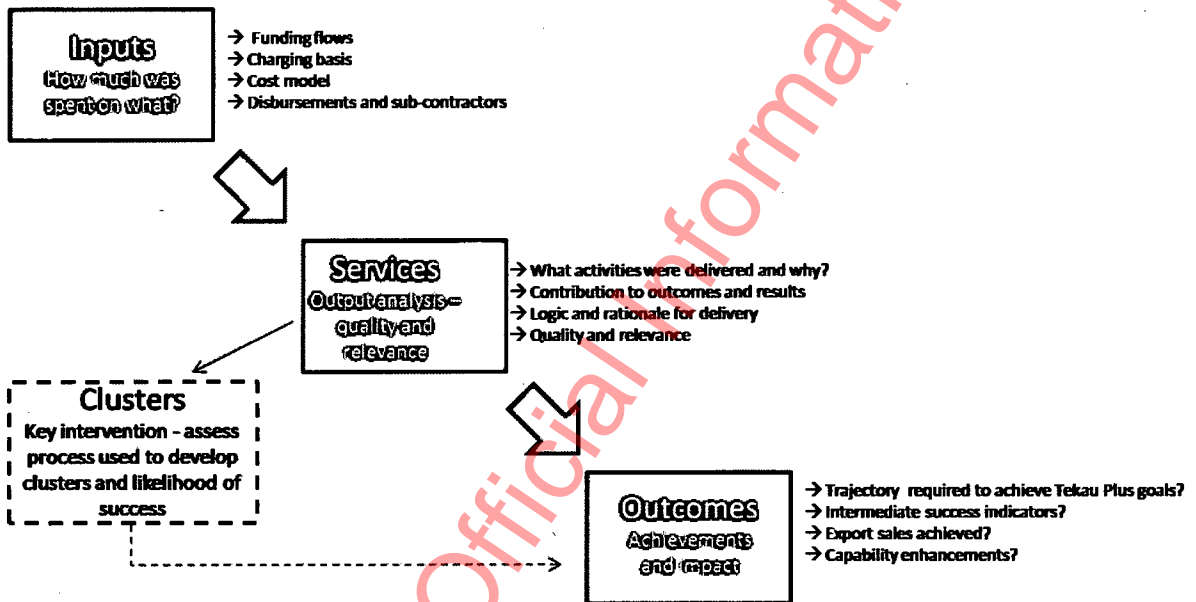 Inputs
How much was
spent on what?
→ Funding flows
→ Charging basis
→ Cost model
→ Disbursements and sub-contractors
Services
Output analysis –
quality and
relevance
→ What activities were delivered and why?
→ Contribution to outcomes and results
→ Logic and rationale for delivery
→ Quality and relevance
Clusters
Key intervention - assess
process used to develop
clusters and likelihood of
success
Outcomes
Achievements
and impact
→ Trajectory required to achieve Tekau Plus goals?
→ Intermediate success indicators?
→ Export sales achieved?
→ Capability enhancements?
Official Informati